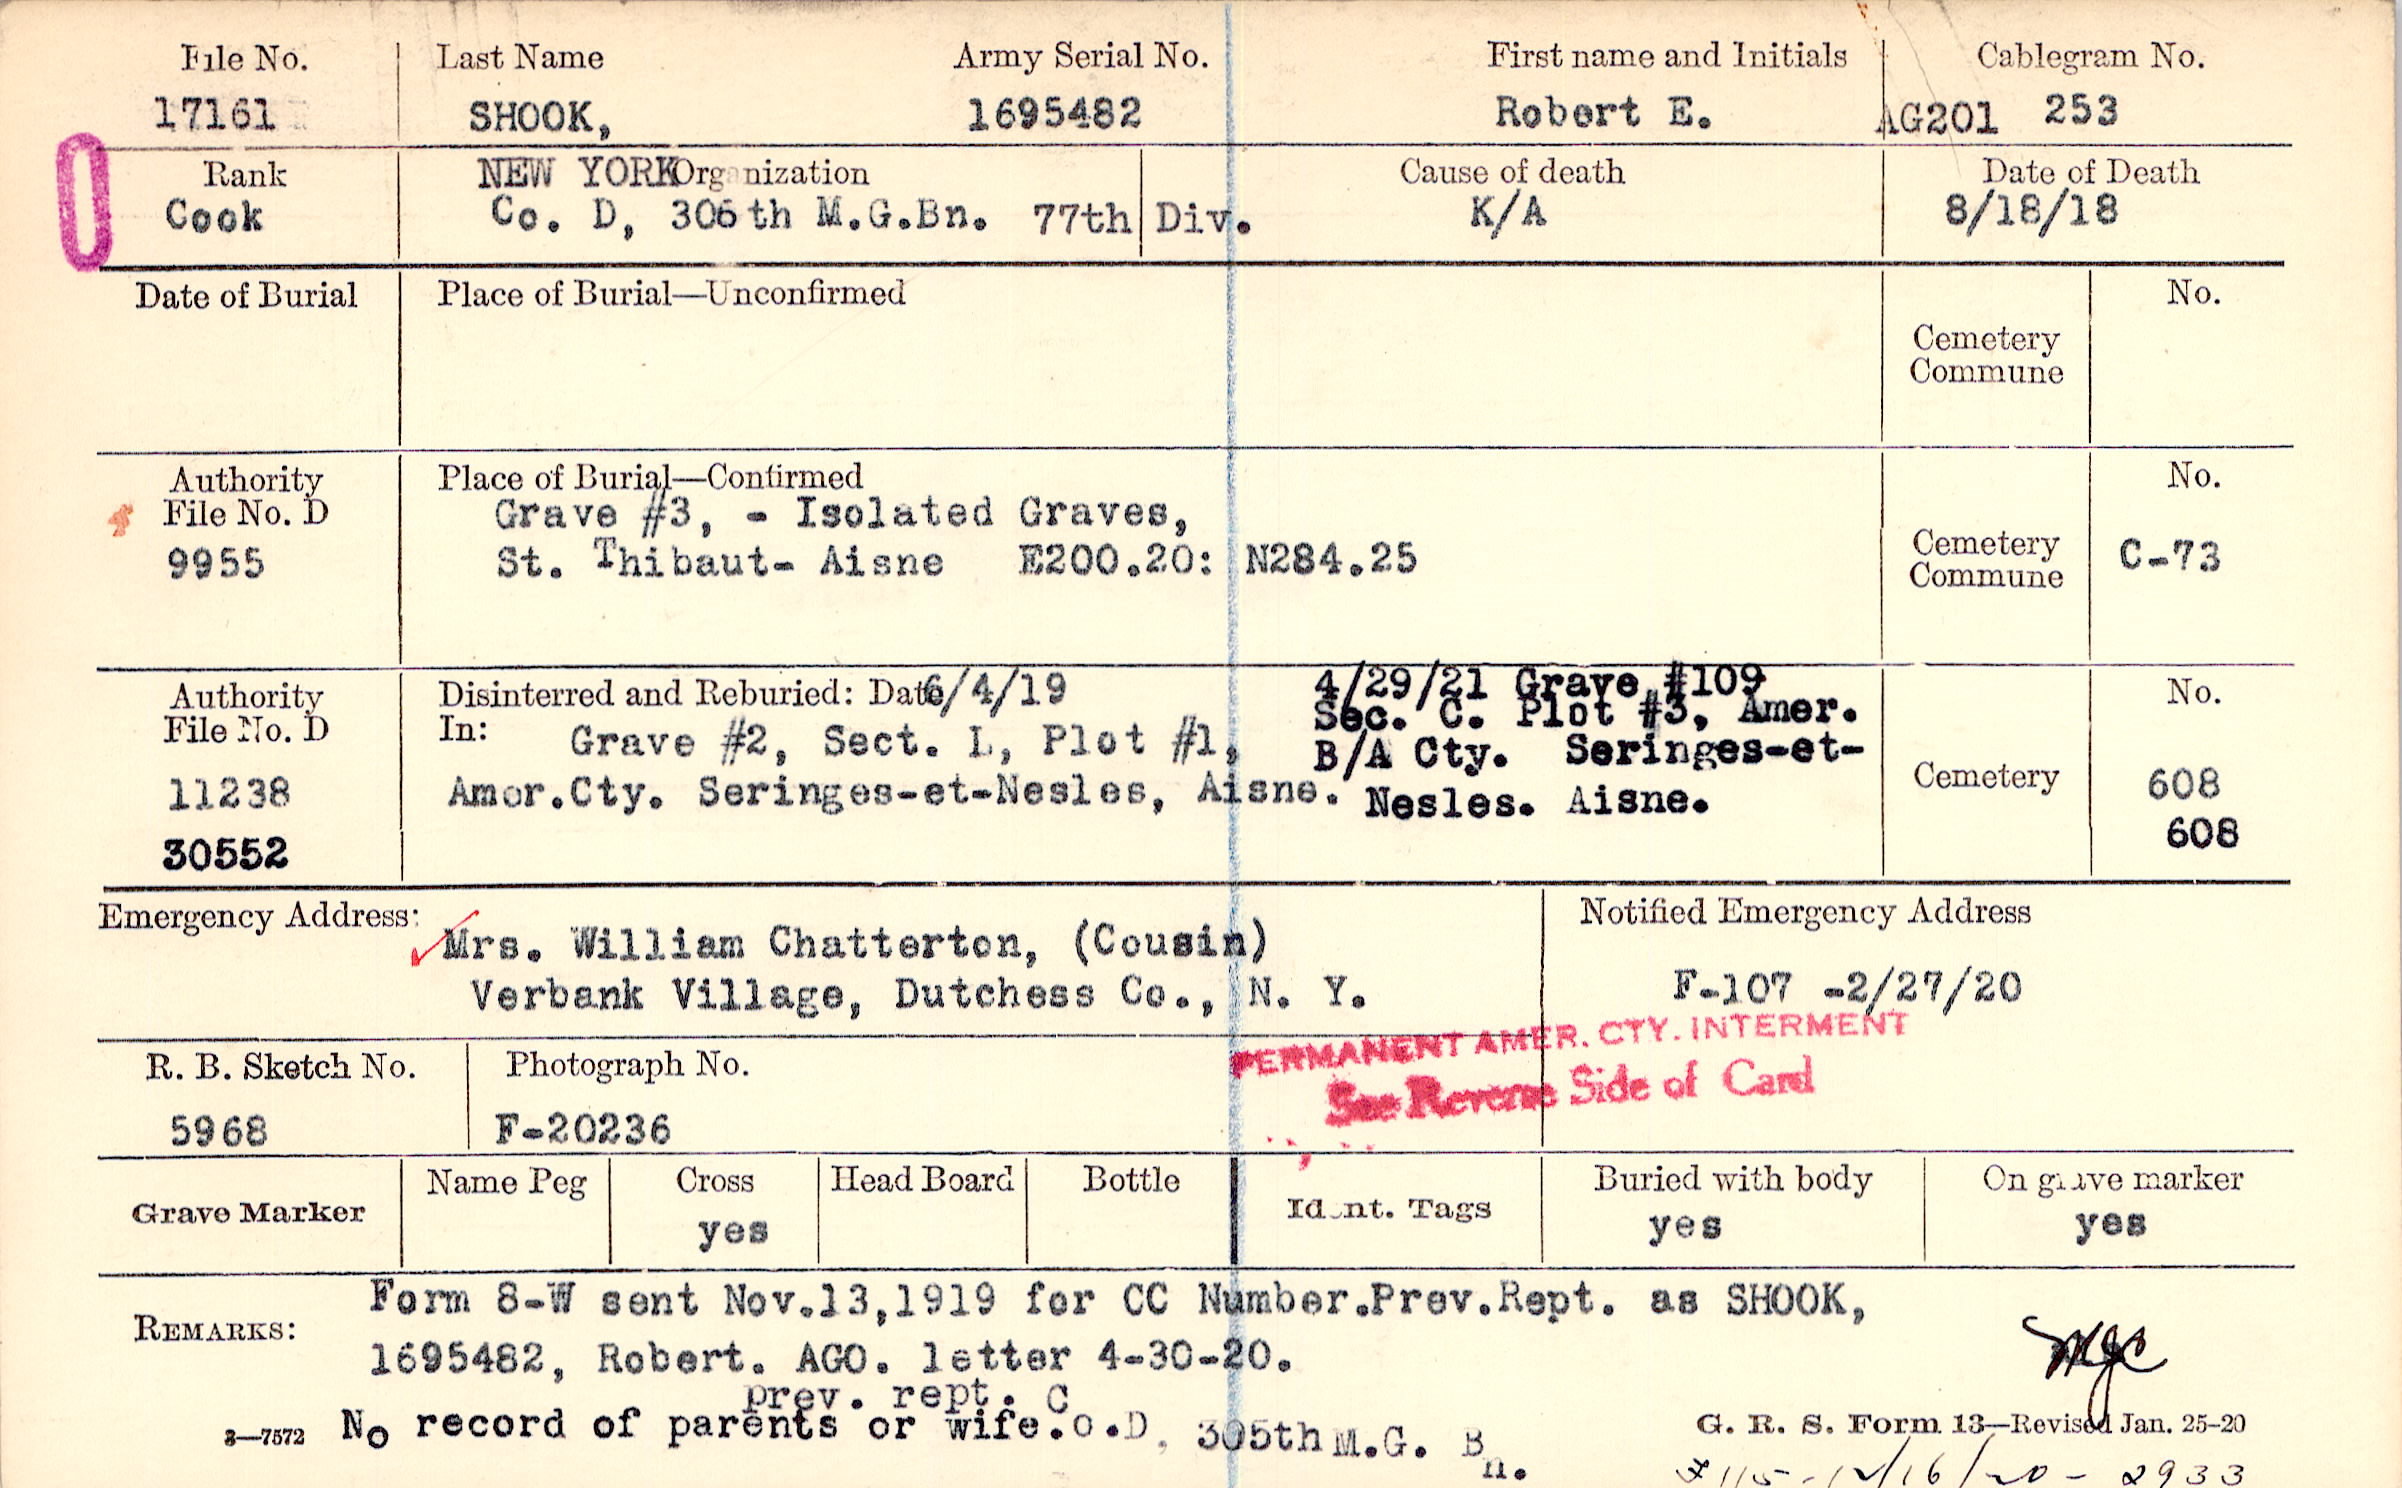 File No. Last Name Army Serial No. First name and Initials Cablegram No.
17161 SHOOK, 1695482 Robert E. AG201 253
Rank NEW YORK Organization Cause of death Date of Death
Cook Co. D, 306th M.G.Bn. 77th Div. K/A 8/18/18
Date of Burial Place of Burial—Unconfirmed No.
Cemetery
Commune
Authority Place of Burial—Confirmed No.
File No. D Grave #3, - Isolated Graves,
9955 St. Thibaut- Aisne E200.20: N284.25 Cemetery C-73
Commune
Authority Disinterred and Reburied: Date 6/4/19 4/29/21 Grave #109 No.
File No. D In: Grave #2, Sect. L, Plot #1, Sec. C. Plot #3, Amer.
B/A Cty. Seringes-et-
11238 Amer.Cty. Seringes-et-Nesles, Aisne. Nesles. Aisne. Cemetery 608
30552 608
Emergency Address: Mrs. William Chatterton, (Cousin) Notified Emergency Address
Verbank Village, Dutchess Co., N. Y. F-107 -2/27/20
PERMANENT AMER. CTY. INTERMENT
R. B. Sketch No. Photograph No. See Reverse Side of Card
5968 F-20236
Grave Marker Name Peg Cross Head Board Bottle Ident. Tags Buried with body On grave marker
yes yes yes
REMARKS: Form 8-W sent Nov.13,1919 for CC Number.Prev.Rept. as SHOOK,
1695482, Robert. AGO. letter 4-30-20.
prev. rept. C
3—7572 No record of parents or wife.o.D, 305th M.G. Bn.
G. R. S. Form 13—Revised Jan. 25-20
115-12/16/20-2933